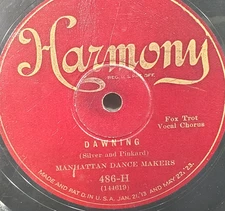 Harmony
REG. U.S. PAT. OFF.
Fox Trot
Vocal Chorus
DAWNING
(Silver and Pinkard)
MANHATTAN DANCE MAKERS
486-H
(144619)
MADE AND PAT'D IN U.S.A. JAN. 21, '13 AND MAY 22, '23.